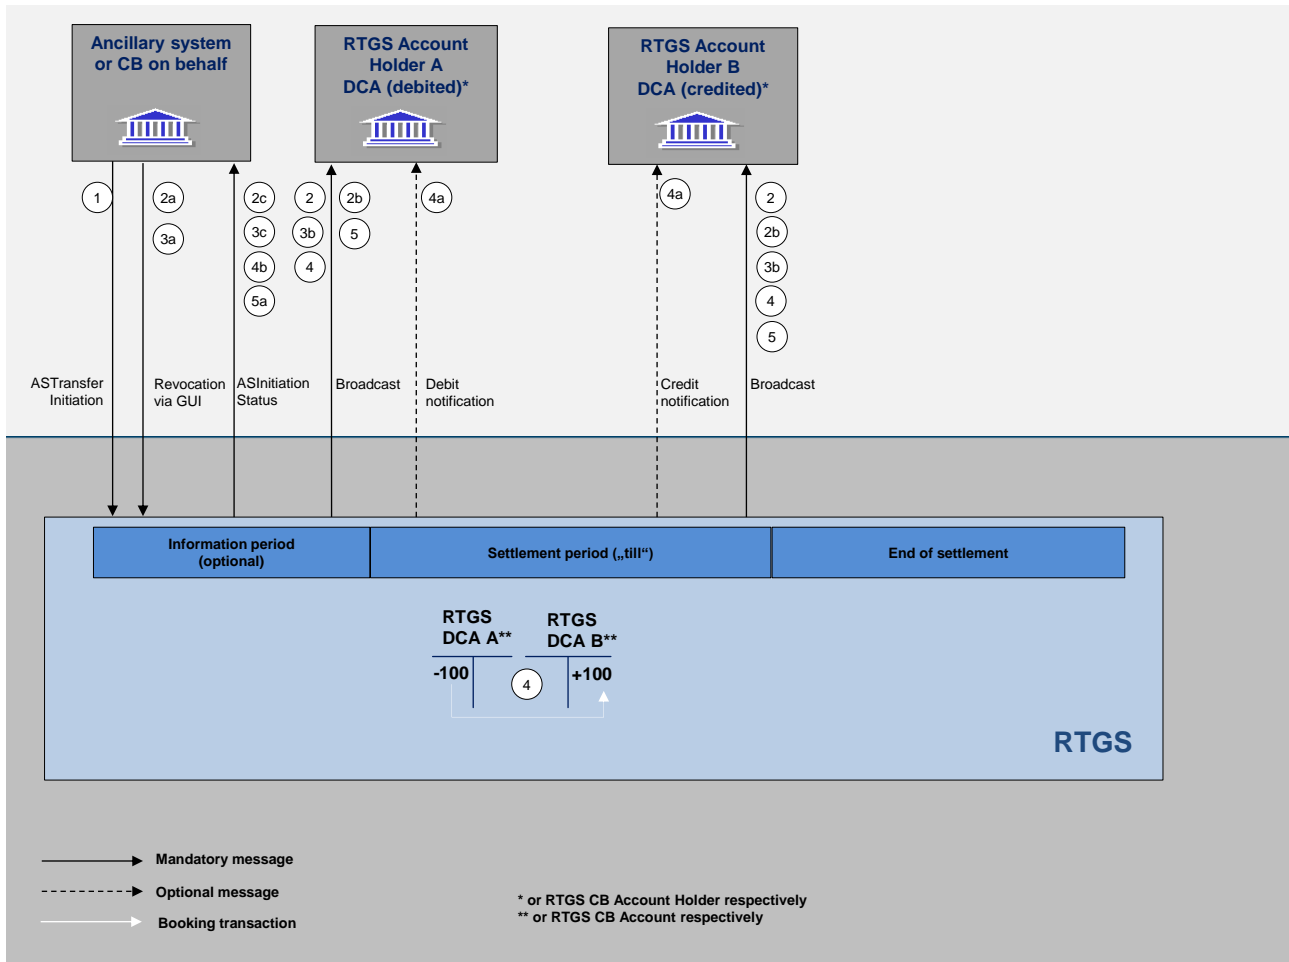 Ancillary system
or CB on behalf
RTGS Account
Holder A
DCA (debited)*
RTGS Account
Holder B
DCA (credited)*
1
2a
3a
2c
3c
4b
5a
2
3b
4
2b
5
4a
4a
2
2b
3b
4
5
ASTransfer
Initiation
Revocation
via GUI
ASInitiation
Status
Broadcast
Debit
notification
Credit
notification
Broadcast
Information period
(optional)
Settlement period („till“)
End of settlement
RTGS
DCA A**
RTGS
DCA B**
-100
4
+100
RTGS
Mandatory message
Optional message
Booking transaction
* or RTGS CB Account Holder respectively
** or RTGS CB Account respectively